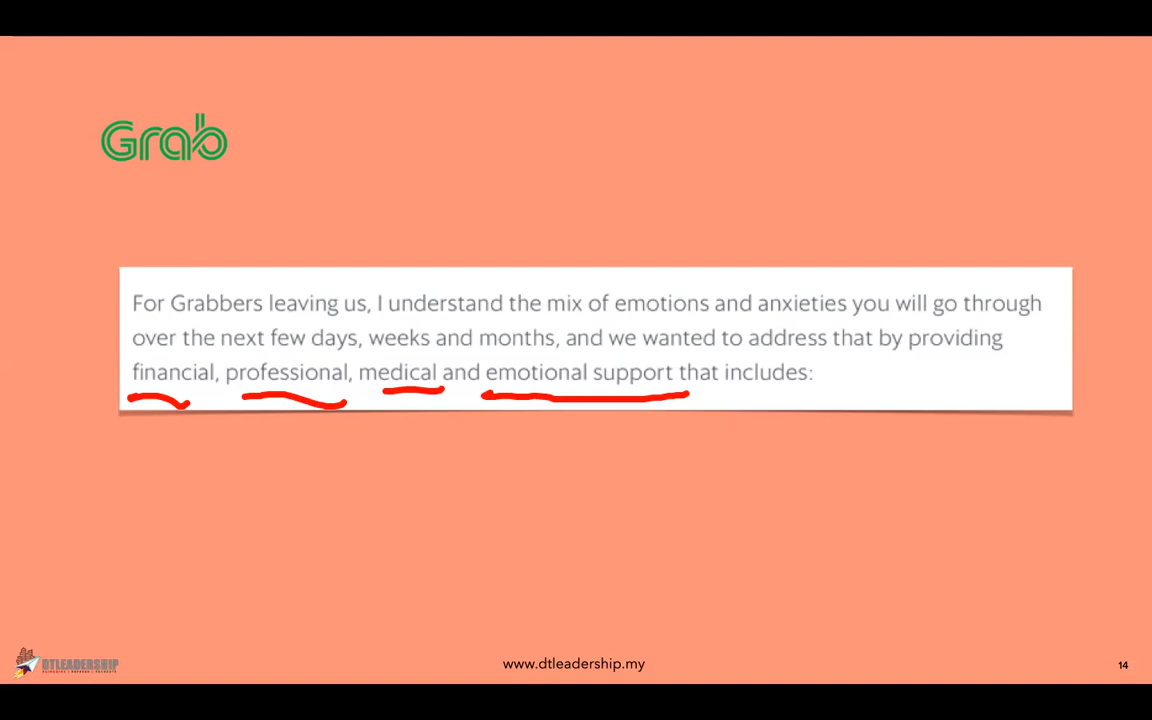 Grab
For Grabbers leaving us, I understand the mix of emotions and anxieties you will go through
over the next few days, weeks and months, and we wanted to address that by providing
financial, professional, medical and emotional support that includes:
DTLEADERSHIP
www.dtleadership.my
14